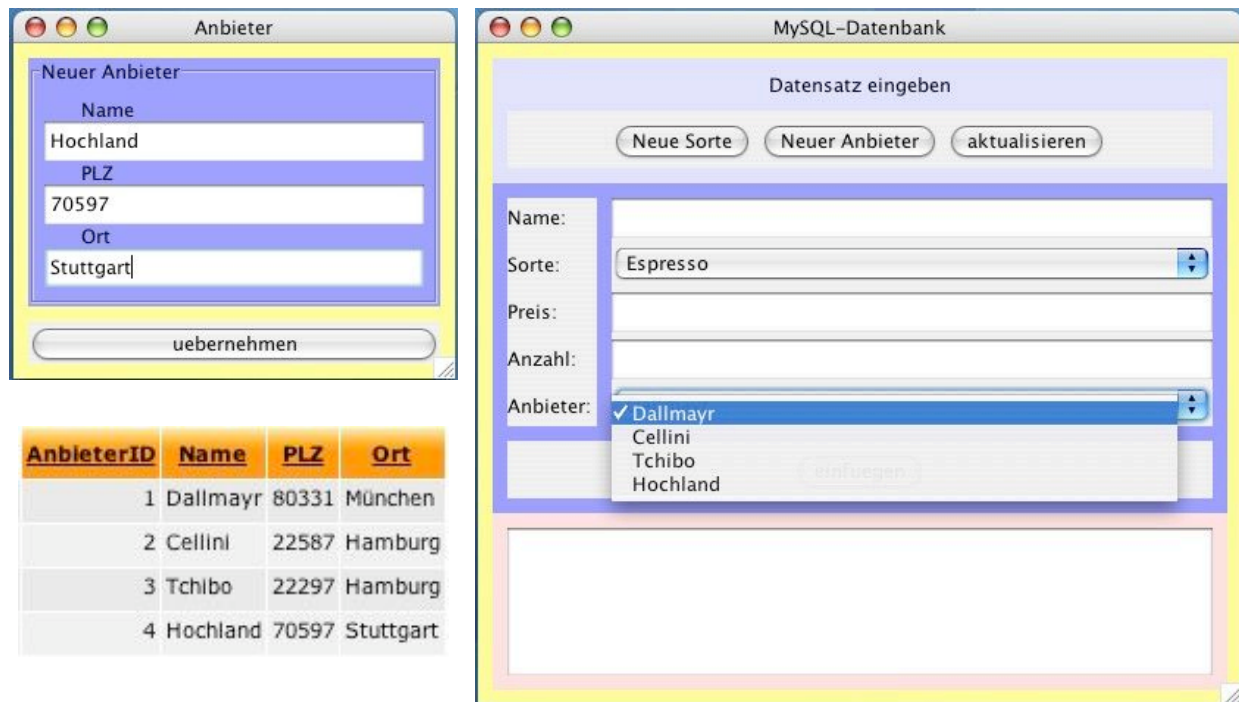 Anbieter
Neuer Anbieter
Name
Hochland
PLZ
70597
Ort
Stuttgart
uebernehmen
AnbieterID Name PLZ Ort
1 Dallmayr 80331 München
2 Cellini 22587 Hamburg
3 Tchibo 22297 Hamburg
4 Hochland 70597 Stuttgart
MySQL-Datenbank
Datensatz eingeben
Neue Sorte Neuer Anbieter aktualisieren
Name:
Sorte: Espresso
Preis:
Anzahl:
Anbieter: ✓ Dallmayr
Cellini
Tchibo
Hochland
einfuegen